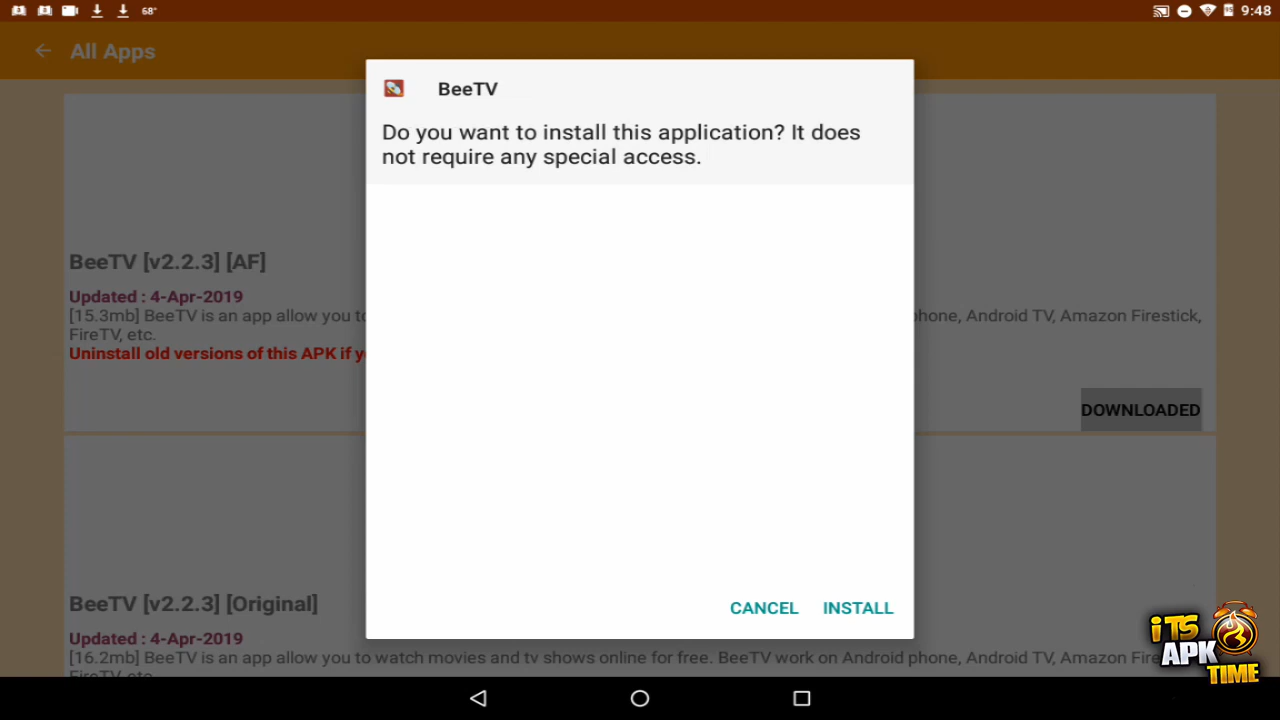 68°
9:48
All Apps
BeeTV
Do you want to install this application? It does
not require any special access.
BeeTV [v2.2.3] [AF]
Updated : 4-Apr-2019
[15.3mb] BeeTV is an app allow you to
phone, Android TV, Amazon Firestick,
FireTV, etc.
Uninstall old versions of this APK if y
DOWNLOADED
BeeTV [v2.2.3] [Original]
Updated : 4-Apr-2019
[16.2mb] BeeTV is an app allow you to watch movies and tv shows online for free. BeeTV work on Android phone, Android TV, Amazon Fire
CANCEL INSTALL
iTS
APK
TIME